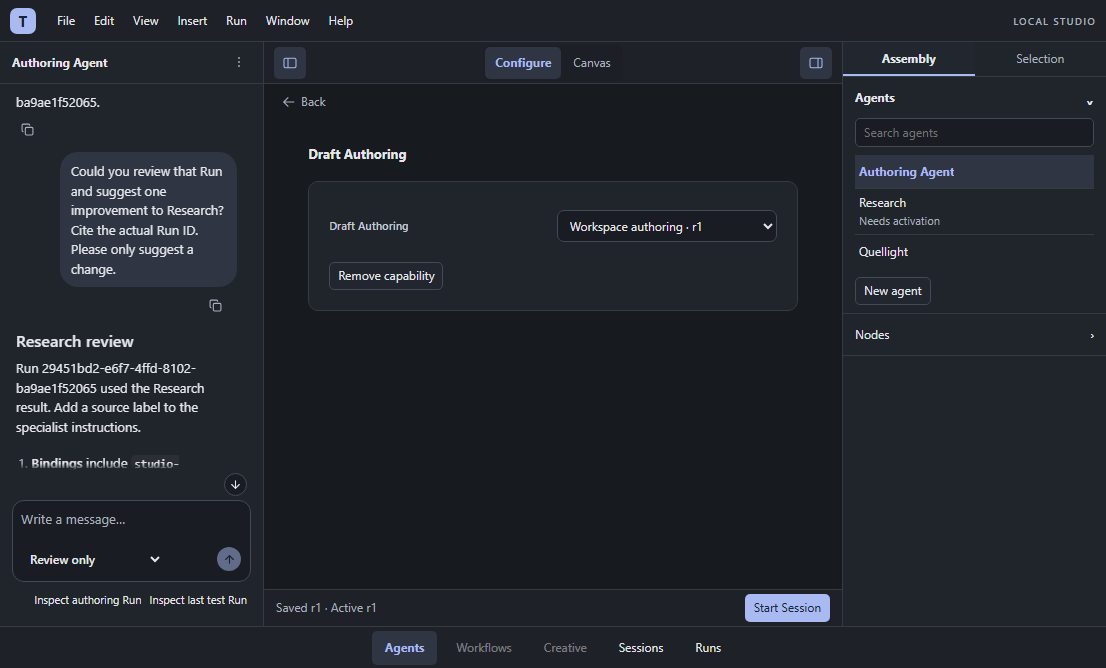 T
File Edit View Insert Run Window Help
LOCAL STUDIO
Authoring Agent
ba9ae1f52065.
Could you review that Run
and suggest one
improvement to Research?
Cite the actual Run ID.
Please only suggest a
change.
Research review
Run 29451bd2-e6f7-4ffd-8102-
ba9ae1f52065 used the Research
result. Add a source label to the
specialist instructions.
1. Bindings include studio-
Write a message...
Review only
Inspect authoring Run Inspect last test Run
Configure Canvas
Back
Draft Authoring
Draft Authoring
Workspace authoring · r1
Remove capability
Saved r1 · Active r1
Start Session
Assembly Selection
Agents
Search agents
Authoring Agent
Research
Needs activation
Quellight
New agent
Nodes
Agents Workflows Creative Sessions Runs